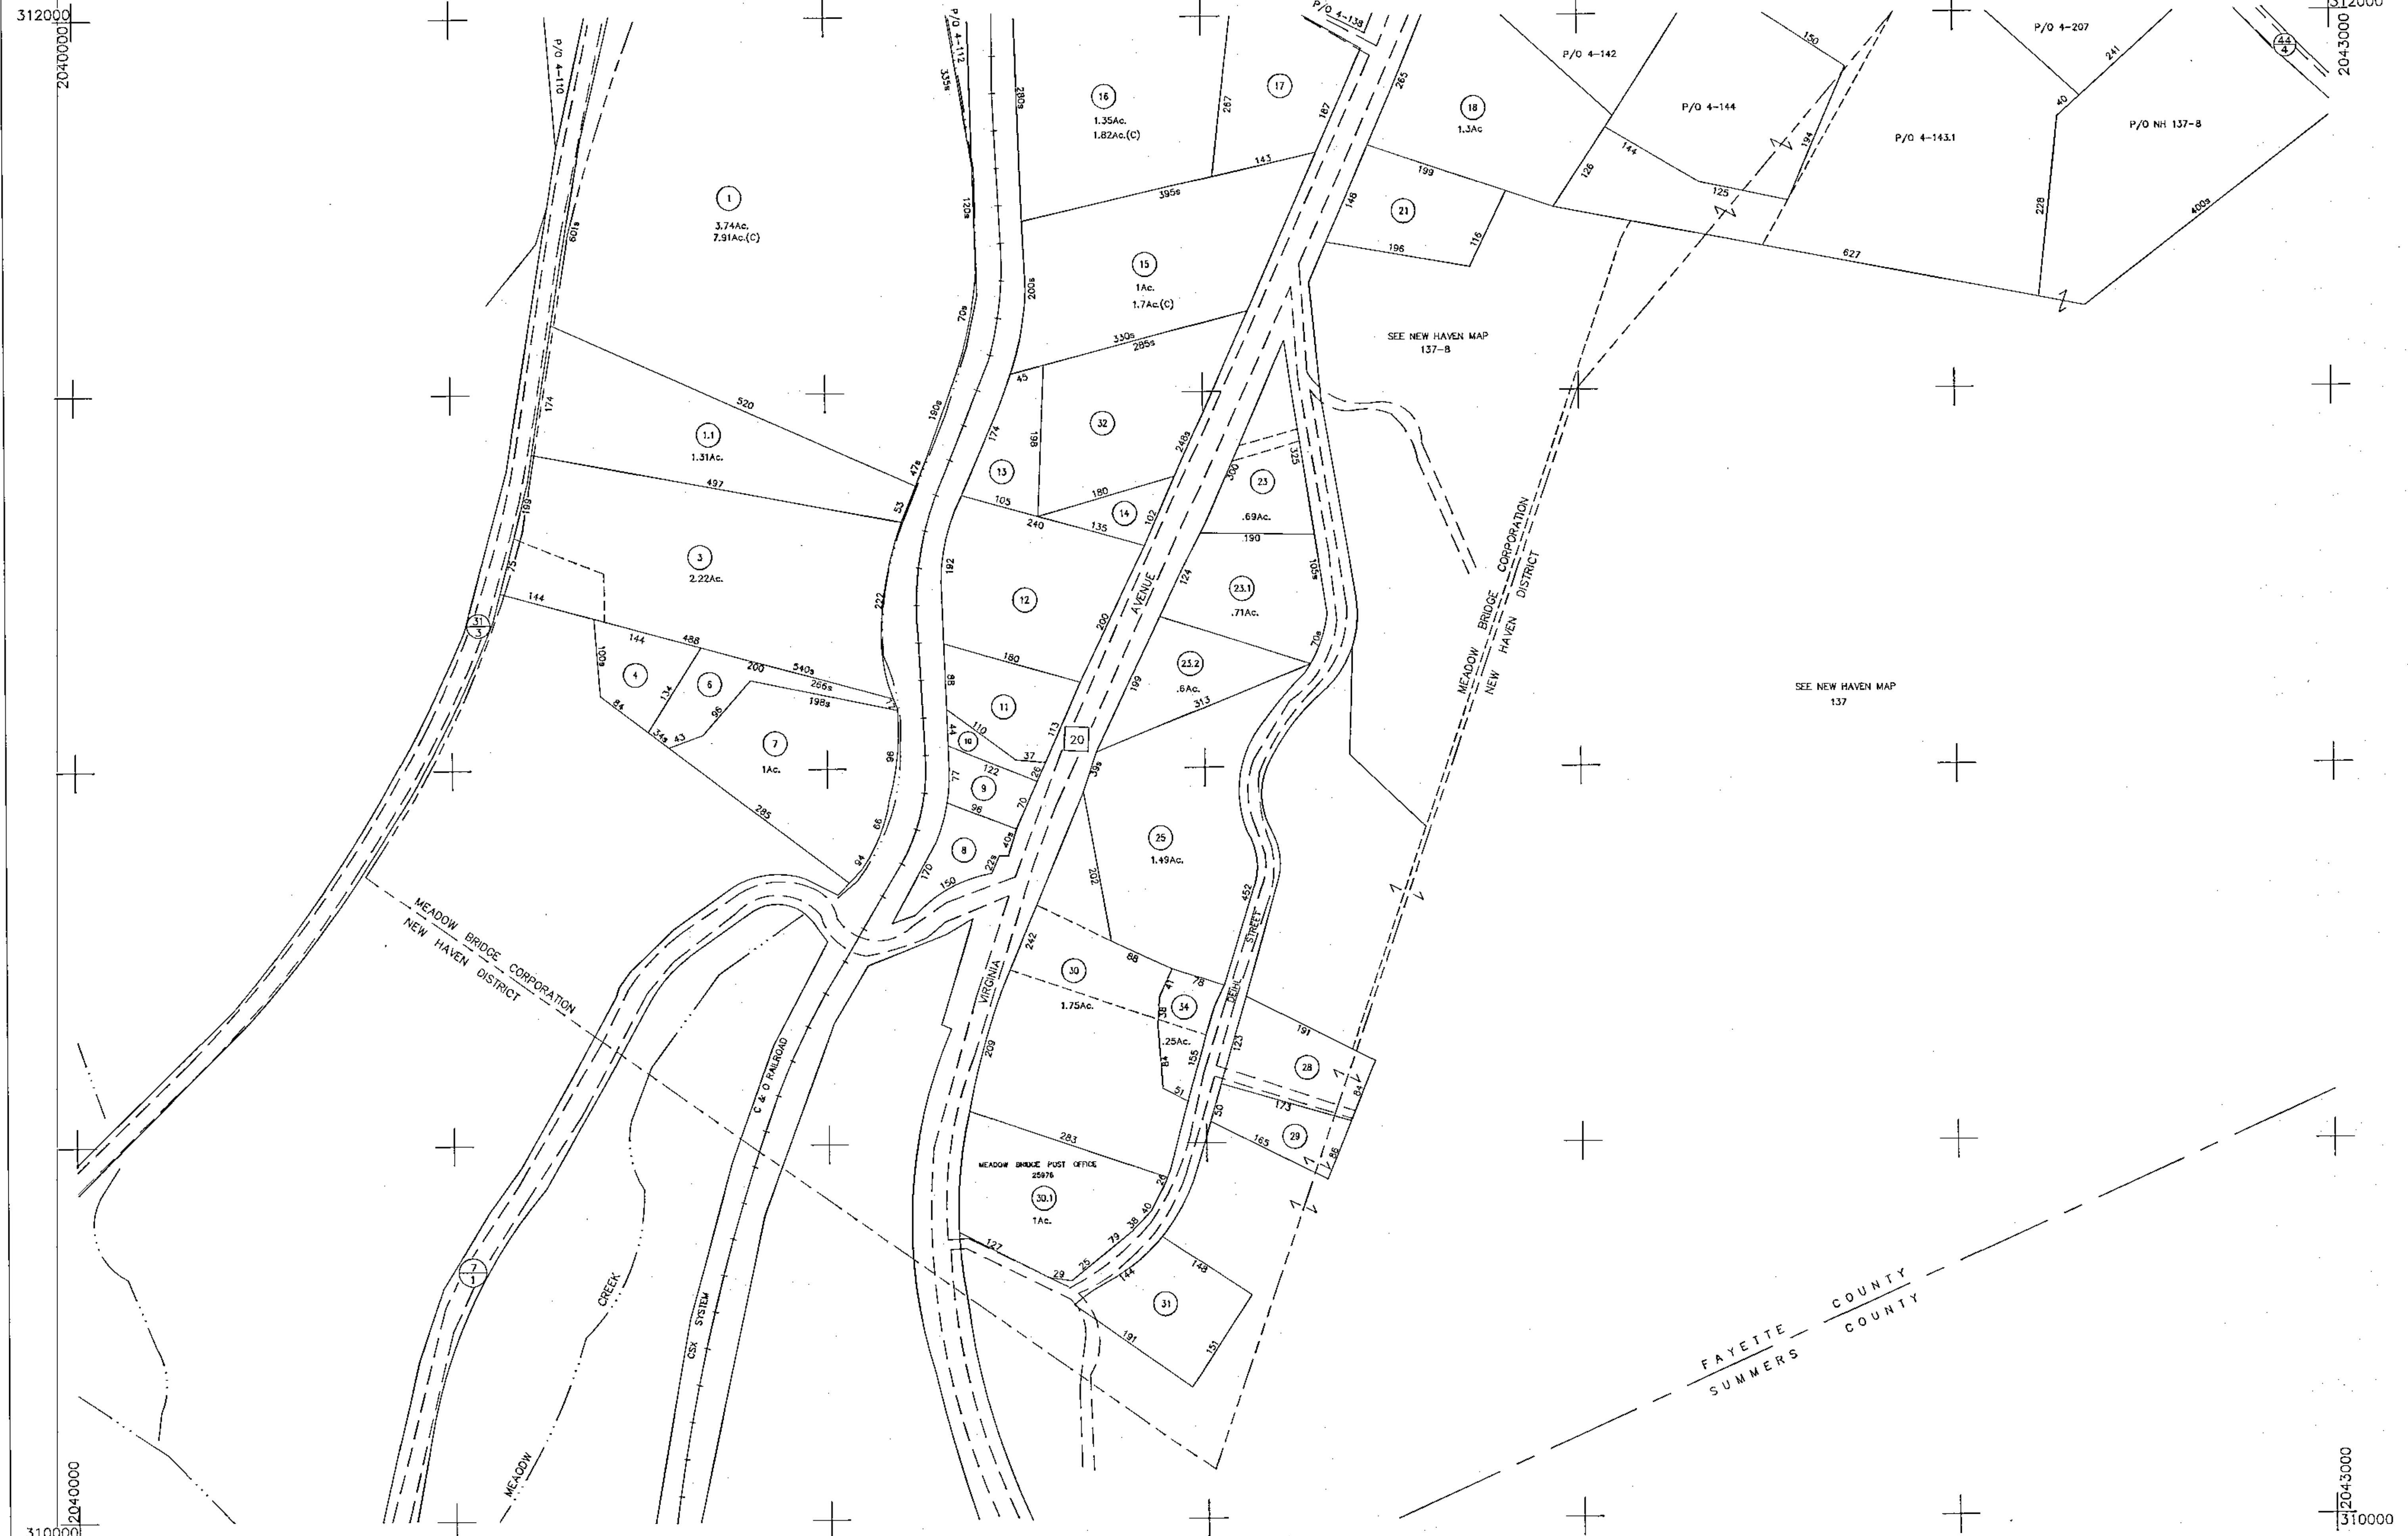 312000
2040000
312000
2043000
P/O 4-110
P/O 4-112
P/O 4-138
P/O 4-142
P/O 4-144
P/O 4-207
P/O 4-143.1
P/O NH 137-8
44
4
150
241
40
194
144
125
126
228
400s
627
335s
280s
120s
70s
200s
601s
1
3.74Ac.
7.91Ac.(C)
16
1.35Ac.
1.82Ac.(C)
267
17
187
265
143
395s
18
1.3Ac
199
148
21
196
116
15
1Ac.
1.7Ac.(C)
330s
285s
SEE NEW HAVEN MAP
137-8
520
174
1.1
1.31Ac.
497
190s
47s
53
45
174
198
32
248s
13
105
180
14
102
240
135
300
325
23
.69Ac.
190
199
75
3
2.22Ac.
222
192
12
200
AVENUE
124
23.1
.71Ac.
105s
70s
31
3
144
144
488
200
540s
266s
198s
100s
4
134
6
84
34s
43
96
7
1Ac.
285
96
66
94
180
88
11
113
110
44
10
37
26
122
77
9
70
96
8
40s
22s
150
170
20
199
23.2
.6Ac.
313
39s
25
1.49Ac.
202
452
DEIHL STREET
MEADOW BRIDGE CORPORATION
NEW HAVEN DISTRICT
SEE NEW HAVEN MAP
137
MEADOW BRIDGE CORPORATION
NEW HAVEN DISTRICT
242
VIRGINIA
88
30
1.75Ac.
78
41
38
34
.25Ac.
84
155
51
123
191
28
84
173
50
29
165
86
209
283
MEADOW BRIDGE POST OFFICE
25976
30.1
1Ac.
26
40
38
79
25
29
127
144
148
31
191
151
C & O RAILROAD
CSX SYSTEM
7
1
MEADOW CREEK
FAYETTE COUNTY
SUMMERS COUNTY
2040000
310000
2043000
310000